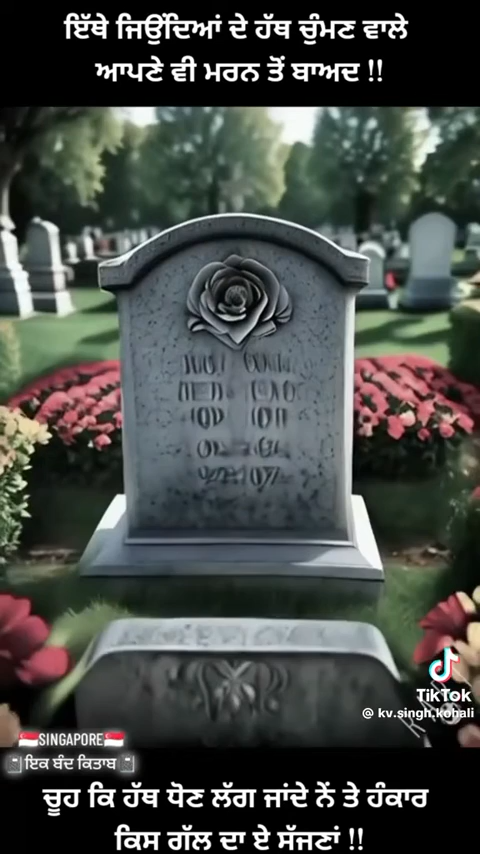 ਇੱਥੇ ਜਿਉਂਦਿਆਂ ਦੇ ਹੱਥ ਚੁੰਮਣ ਵਾਲੇ
ਆਪਣੇ ਵੀ ਮਰਨ ਤੋਂ ਬਾਅਦ !!
TikTok
@ kv.singh.kohali
🇸🇬SINGAPORE🇸🇬
ਇਕ ਬੰਦ ਕਿਤਾਬ
ਚੂਹ ਕਿ ਹੱਥ ਧੋਣ ਲੱਗ ਜਾਂਦੇ ਨੇਂ ਤੇ ਹੰਕਾਰ
ਕਿਸ ਗੱਲ ਦਾ ਏ ਸੱਜਣਾਂ !!